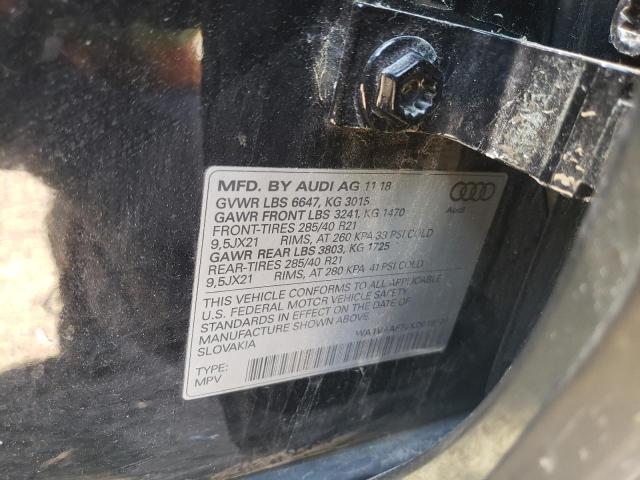 MFD. BY AUDI AG 11 18
GVWR LBS 6647, KG 3015
GAWR FRONT LBS 3241, KG 1470
FRONT-TIRES 285/40 R21
9,5JX21 RIMS, AT 260 KPA 33 PSI COLD
GAWR REAR LBS 3803, KG 1725
REAR-TIRES 285/40 R21
9,5JX21 RIMS, AT 280 KPA 41 PSI COLD
Audi
THIS VEHICLE CONFORMS TO ALL APPLICABLE
U.S. FEDERAL MOTOR VEHICLE SAFETY
STANDARDS IN EFFECT ON THE DATE OF
MANUFACTURE SHOWN ABOVE.
SLOVAKIA
TYPE:
MPV